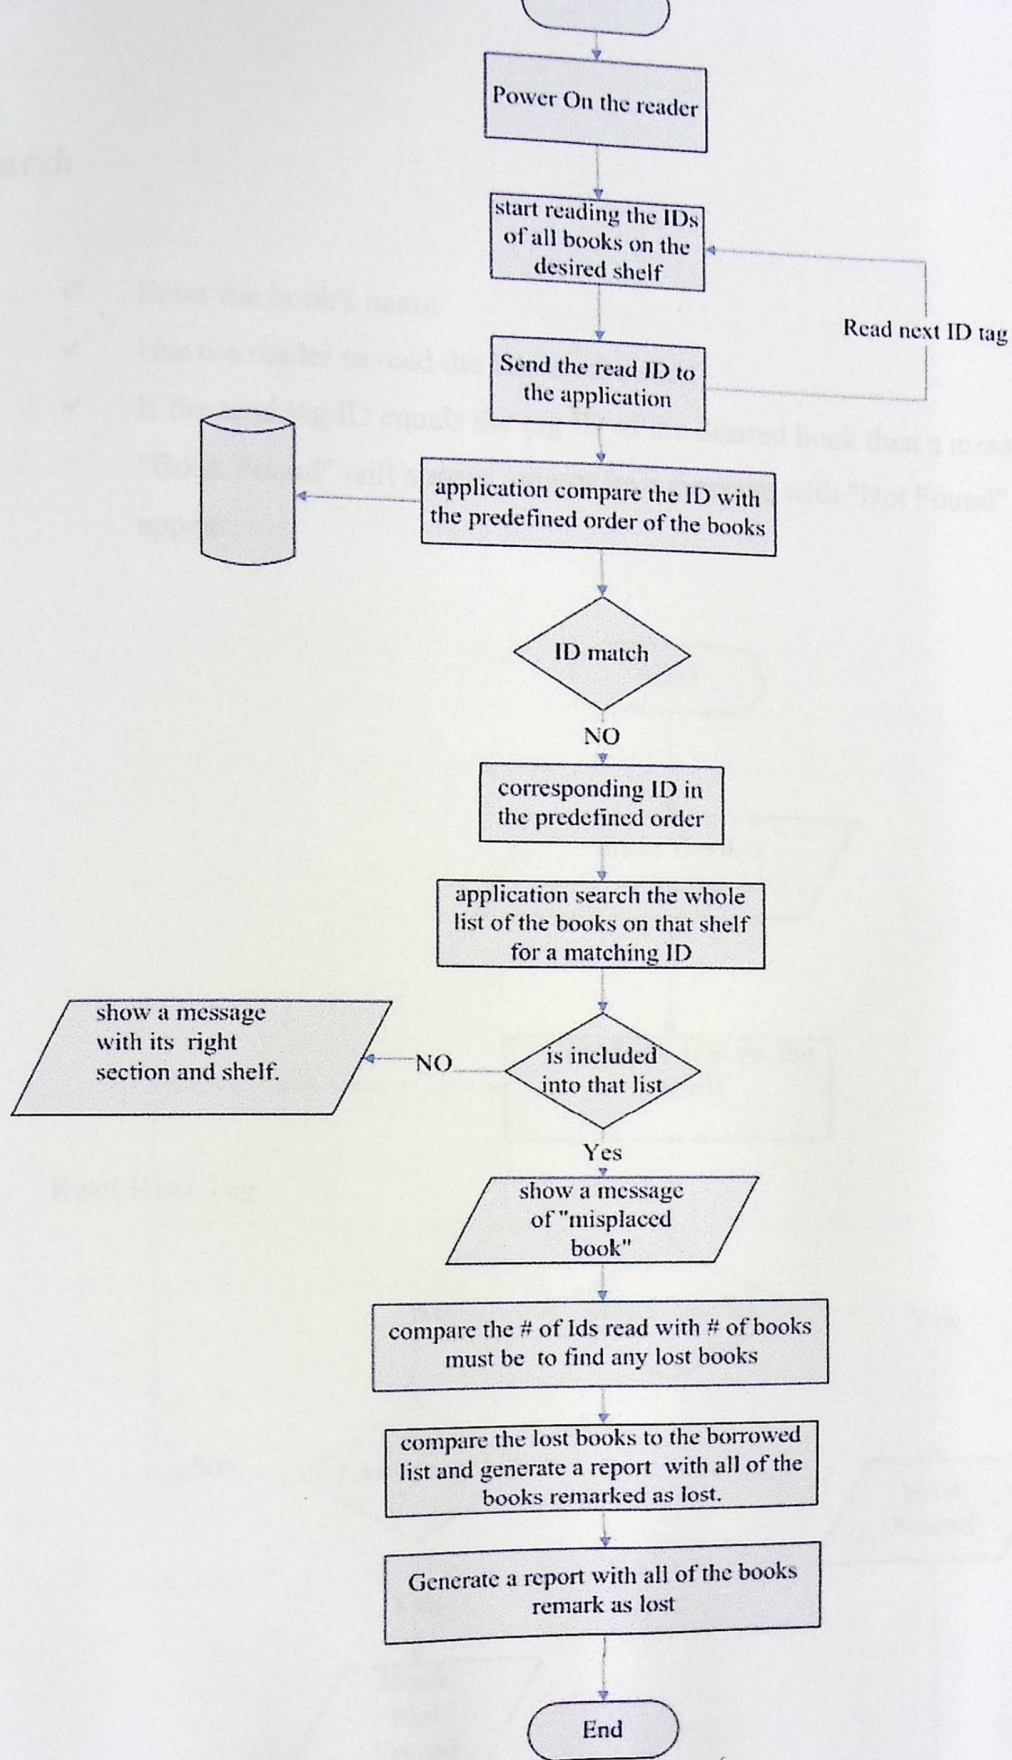 Power On the reader
start reading the IDs
of all books on the
desired shelf
Read next ID tag
Send the read ID to
the application
application compare the ID with
the predefined order of the books
ID match
NO
corresponding ID in
the predefined order
application search the whole
list of the books on that shelf
for a matching ID
show a message
with its right
section and shelf.
NO
is included
into that list
Yes
show a message
of "misplaced
book"
compare the # of Ids read with # of books
must be to find any lost books
compare the lost books to the borrowed
list and generate a report with all of the
books remarked as lost.
Generate a report with all of the books
remark as lost
End